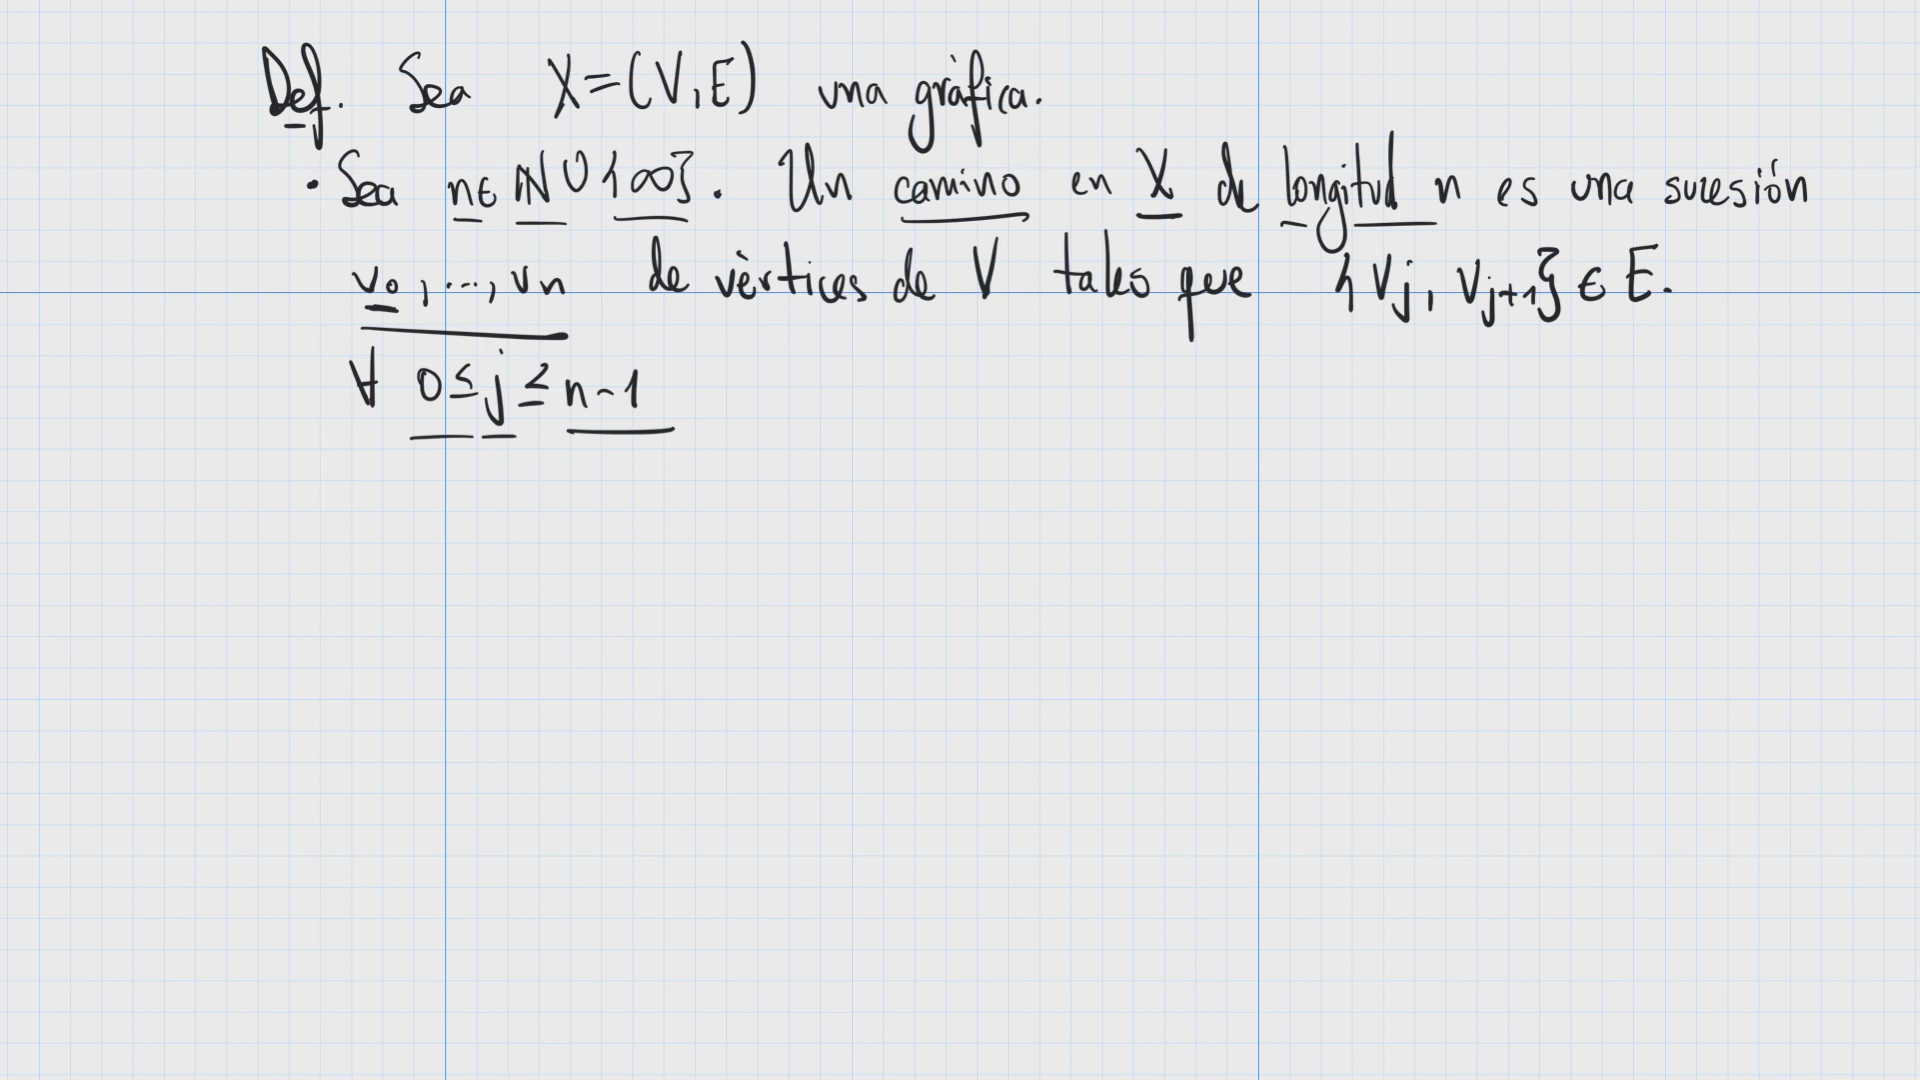 Def. Sea X=(V,E) una gráfica.
· Sea n∈ℕ∪{∞}. Un camino en X de longitud n es una sucesión
v0,...,vn de vértices de V tales que {Vj, Vj+1}∈E.
∀ 0≤j≤n-1